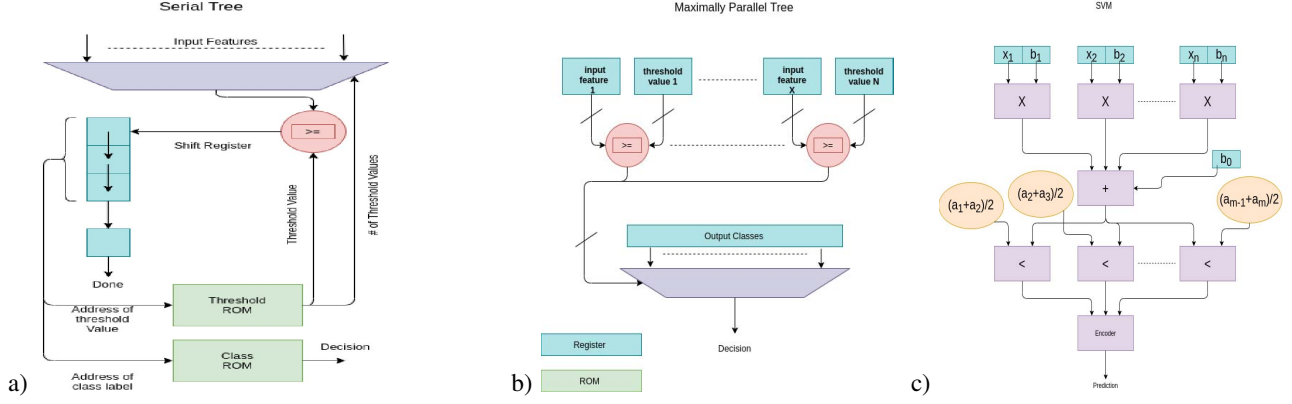 Serial Tree
Input Features
>=
Shift Register
Threshold Value
# of Threshold Values
Done
Address of
threshold
Value
Threshold
ROM
Class
ROM
Decision
Address of
class label
a)
Maximally Parallel Tree
input
feature
1
threshold
value 1
input
feature
X
threshold
value N
>=
>=
Output Classes
Decision
Register
ROM
b)
SVM
x1 b1
x2 b2
xn bn
X
X
X
b0
+
(a1+a2)/2
(a2+a3)/2
(am-1+am)/2
<
<
<
Encoder
Prediction
c)